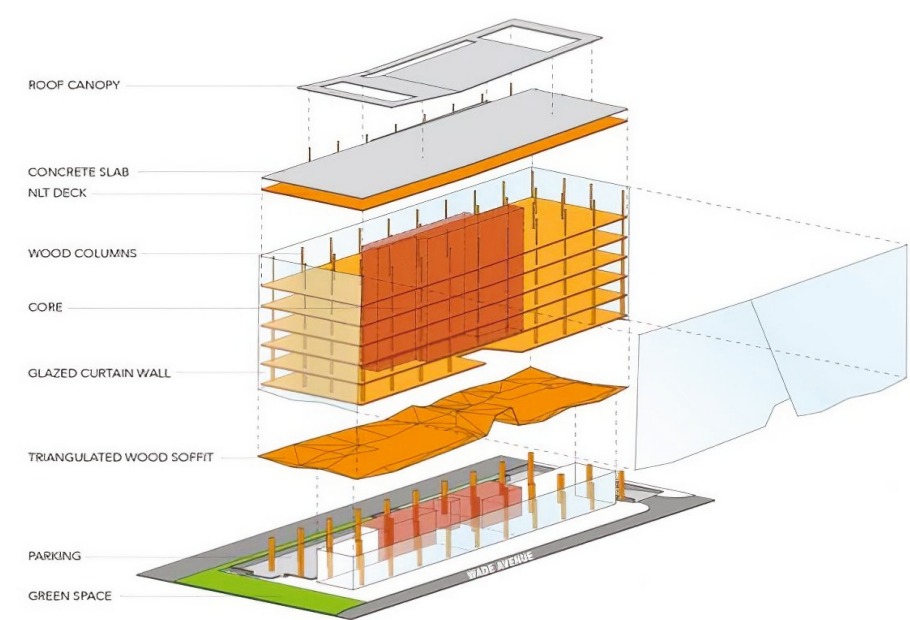 ROOF CANOPY
CONCRETE SLAB
NLT DECK
WOOD COLUMNS
CORE
GLAZED CURTAIN WALL
TRIANGULATED WOOD SOFFIT
PARKING
WADE AVENUE
GREEN SPACE